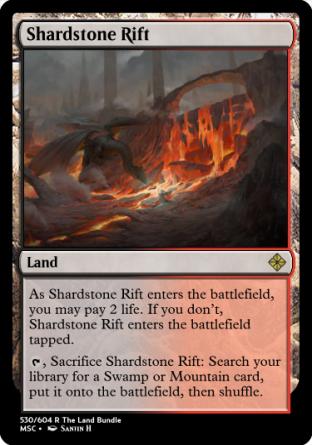 Shardstone Rift
Land
As Shardstone Rift enters the battlefield,
you may pay 2 life. If you don't,
Shardstone Rift enters the battlefield
tapped.
, Sacrifice Shardstone Rift: Search your
library for a Swamp or Mountain card,
put it onto the battlefield, then shuffle.
530/604 R The Land Bundle
MSC • Sanjin H